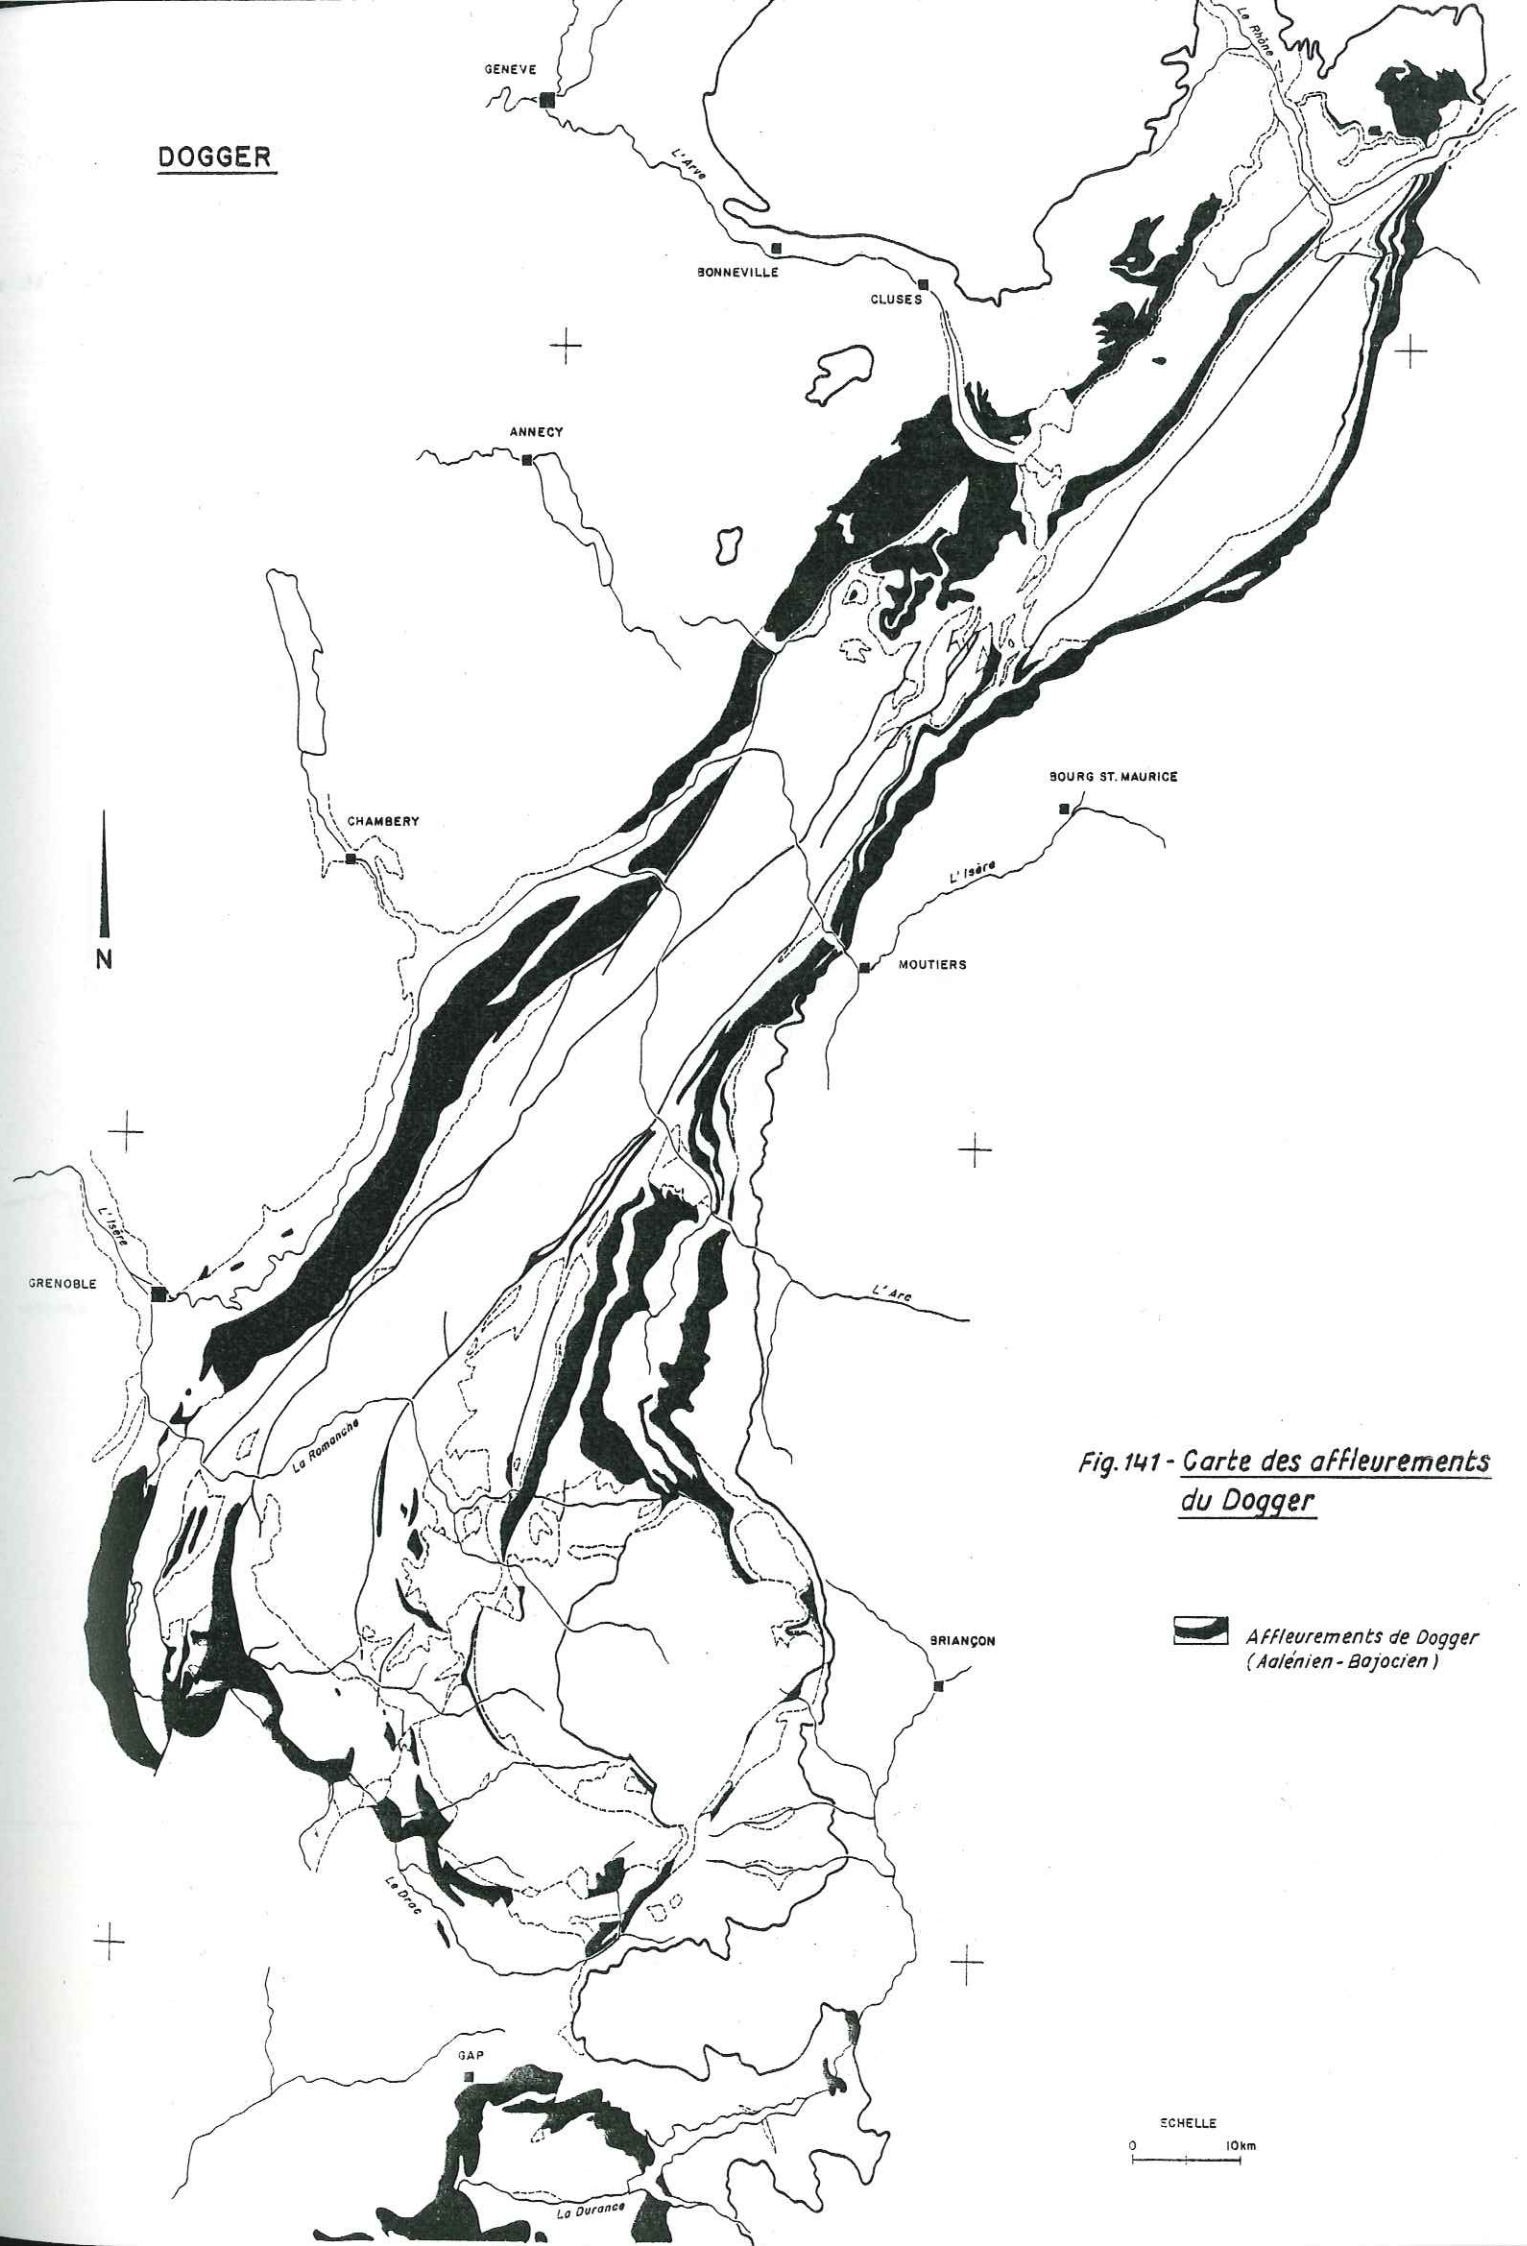 Le Rhône
GENEVE
DOGGER
L'Arve
BONNEVILLE
CLUSES
ANNECY
BOURG ST. MAURICE
CHAMBERY
L'Isère
N
MOUTIERS
L'Isère
GRENOBLE
L'Arc
La Romanche
Fig. 141 - Carte des affleurements
du Dogger
Affleurements de Dogger
(Aalénien - Bajocien)
BRIANÇON
Le Drac
GAP
ECHELLE
0 10km
La Durance